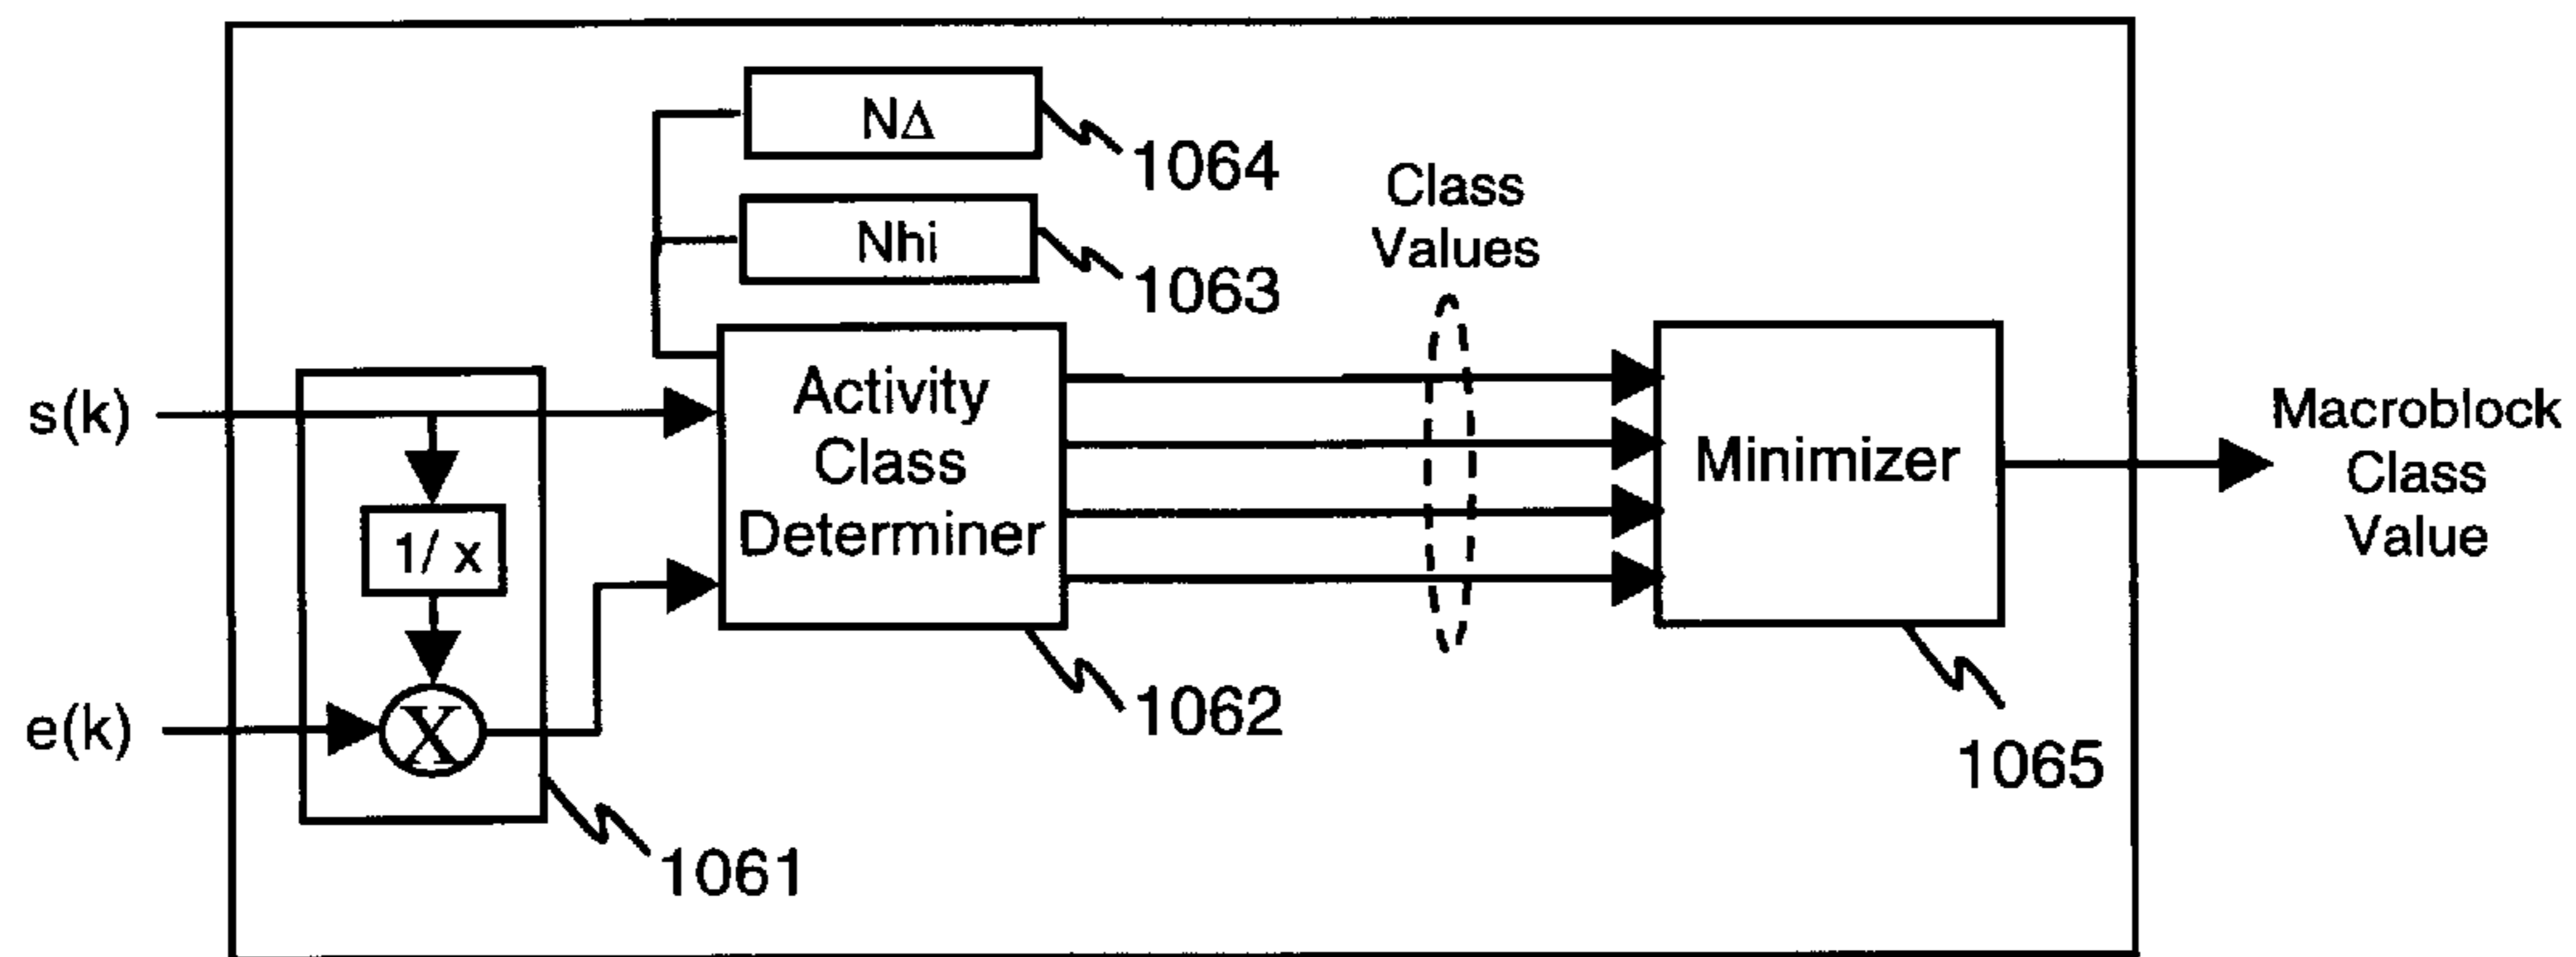 NΔ
1064
Nhi
1063
Class
Values
s(k)
Activity
Class
Determiner
Minimizer
Macroblock
Class
Value
1/ x
e(k)
X
1062
1065
1061